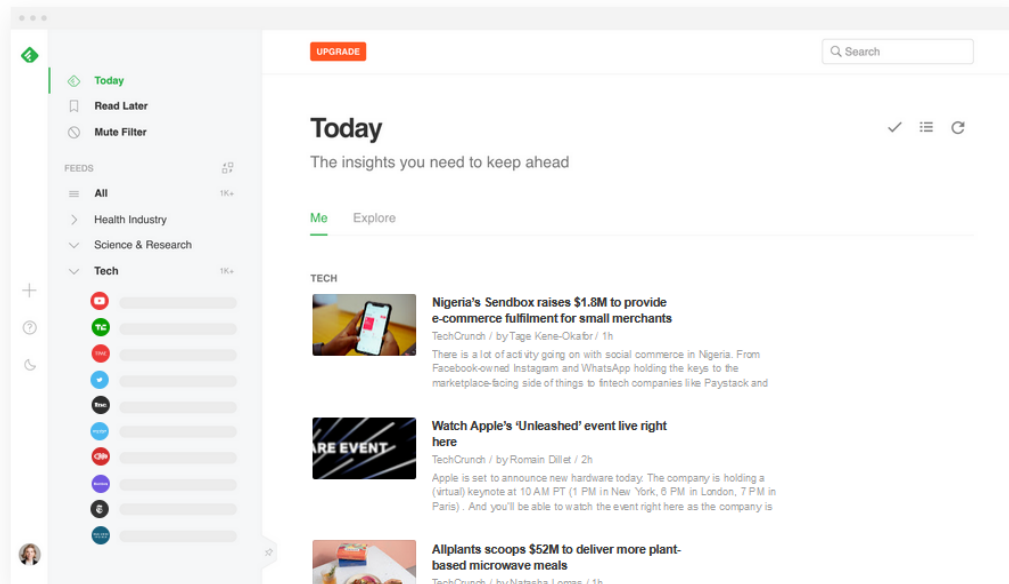 UPGRADE
Search
Today
Read Later
Mute Filter
FEEDS
All 1K+
Health Industry
Science & Research
Tech 1K+
Today
The insights you need to keep ahead
Me Explore
TECH
Nigeria's Sendbox raises $1.8M to provide
e-commerce fulfilment for small merchants
TechCrunch / by Tage Kene-Okafor / 1h
There is a lot of activity going on with social commerce in Nigeria. From
Facebook-owned Instagram and WhatsApp holding the keys to the
marketplace-facing side of things to fintech companies like Paystack and
ARE EVENT
Watch Apple's ‘Unleashed’ event live right
here
TechCrunch / by Romain Dillet / 2h
Apple is set to announce new hardware today. The company is holding a
(virtual) keynote at 10 AM PT (1 PM in New York, 6 PM in London, 7 PM in
Paris) . And you'll be able to watch the event right here as the company is
Allplants scoops $52M to deliver more plant-
based microwave meals
TechCrunch / by Natasha Lomas / 1h